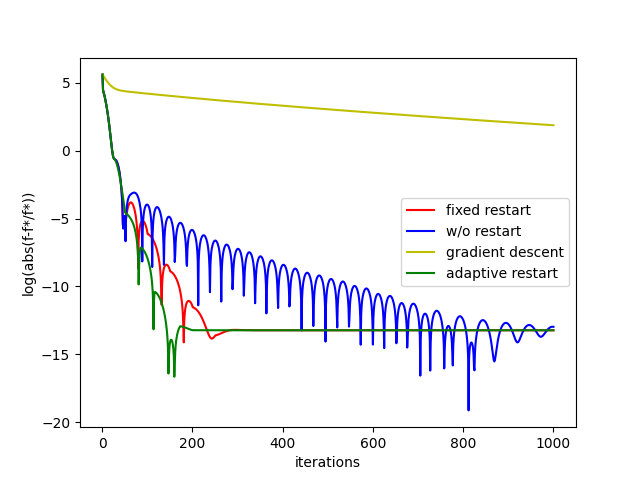 5
0
−5
−10
−15
−20
0
200
400
600
800
1000
iterations
log(abs(f-f*/f*))
fixed restart
w/o restart
gradient descent
adaptive restart